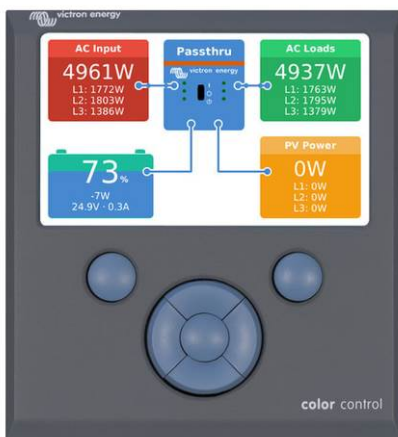 victron energy
AC Input
4961W
L1: 1772W
L2: 1803W
L3: 1386W
Passthru
victron energy
AC Loads
4937W
L1: 1763W
L2: 1795W
L3: 1379W
73%
-7W
24.9V · 0.3A
PV Power
0W
L1: 0W
L2: 0W
L3: 0W
color control